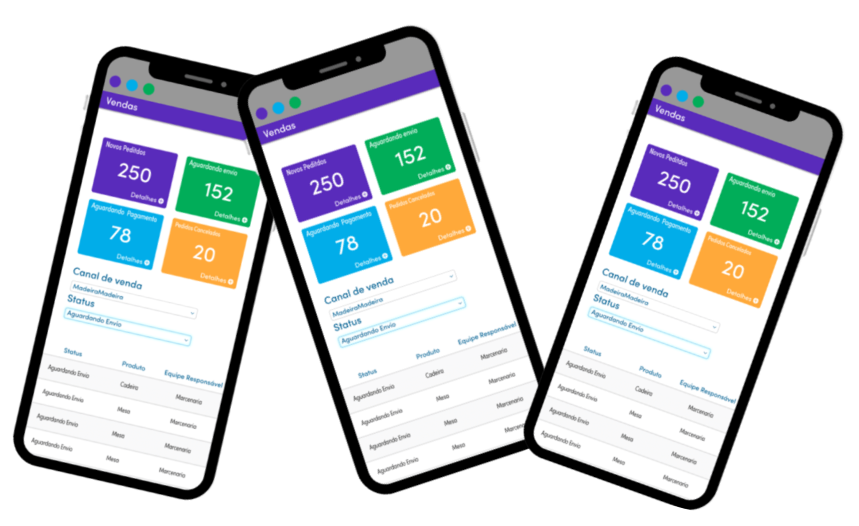 Vendas
Novos Peditdos
250
Detalhes
Aguardando envio
152
Detalhes
Aguardando Pagamento
78
Detalhes
Pedidos Cancelados
20
Detalhes
Canal de venda
MadeiraMadeira
Status
Aguardando Envio
Status Produto Equipe Responsável
Aguardando Envio Cadeira Marcenaria
Aguardando Envio Mesa Marcenaria
Aguardando Envio Mesa Marcenaria
Aguardando Envio Mesa Marcenaria
Vendas
Novos Peditdos
250
Detalhes
Aguardando envio
152
Detalhes
Aguardando Pagamento
78
Detalhes
Pedidos Cancelados
20
Detalhes
Canal de venda
MadeiraMadeira
Status
Aguardando Envio
Status Produto Equipe Responsável
Aguardando Envio Cadeira Marcenaria
Aguardando Envio Mesa Marcenaria
Aguardando Envio Mesa Marcenaria
Aguardando Envio Mesa
Vendas
Novos Peditdos
250
Detalhes
Aguardando envio
152
Detalhes
Aguardando Pagamento
78
Detalhes
Pedidos Cancelados
20
Detalhes
Canal de venda
MadeiraMadeira
Status
Aguardando Envio
Status Produto Equipe Responsável
Aguardando Envio Cadeira Marcenaria
Aguardando Envio Mesa Marcenaria
Aguardando Envio Mesa Marcenaria
Aguardando Envio Mesa Marcenaria